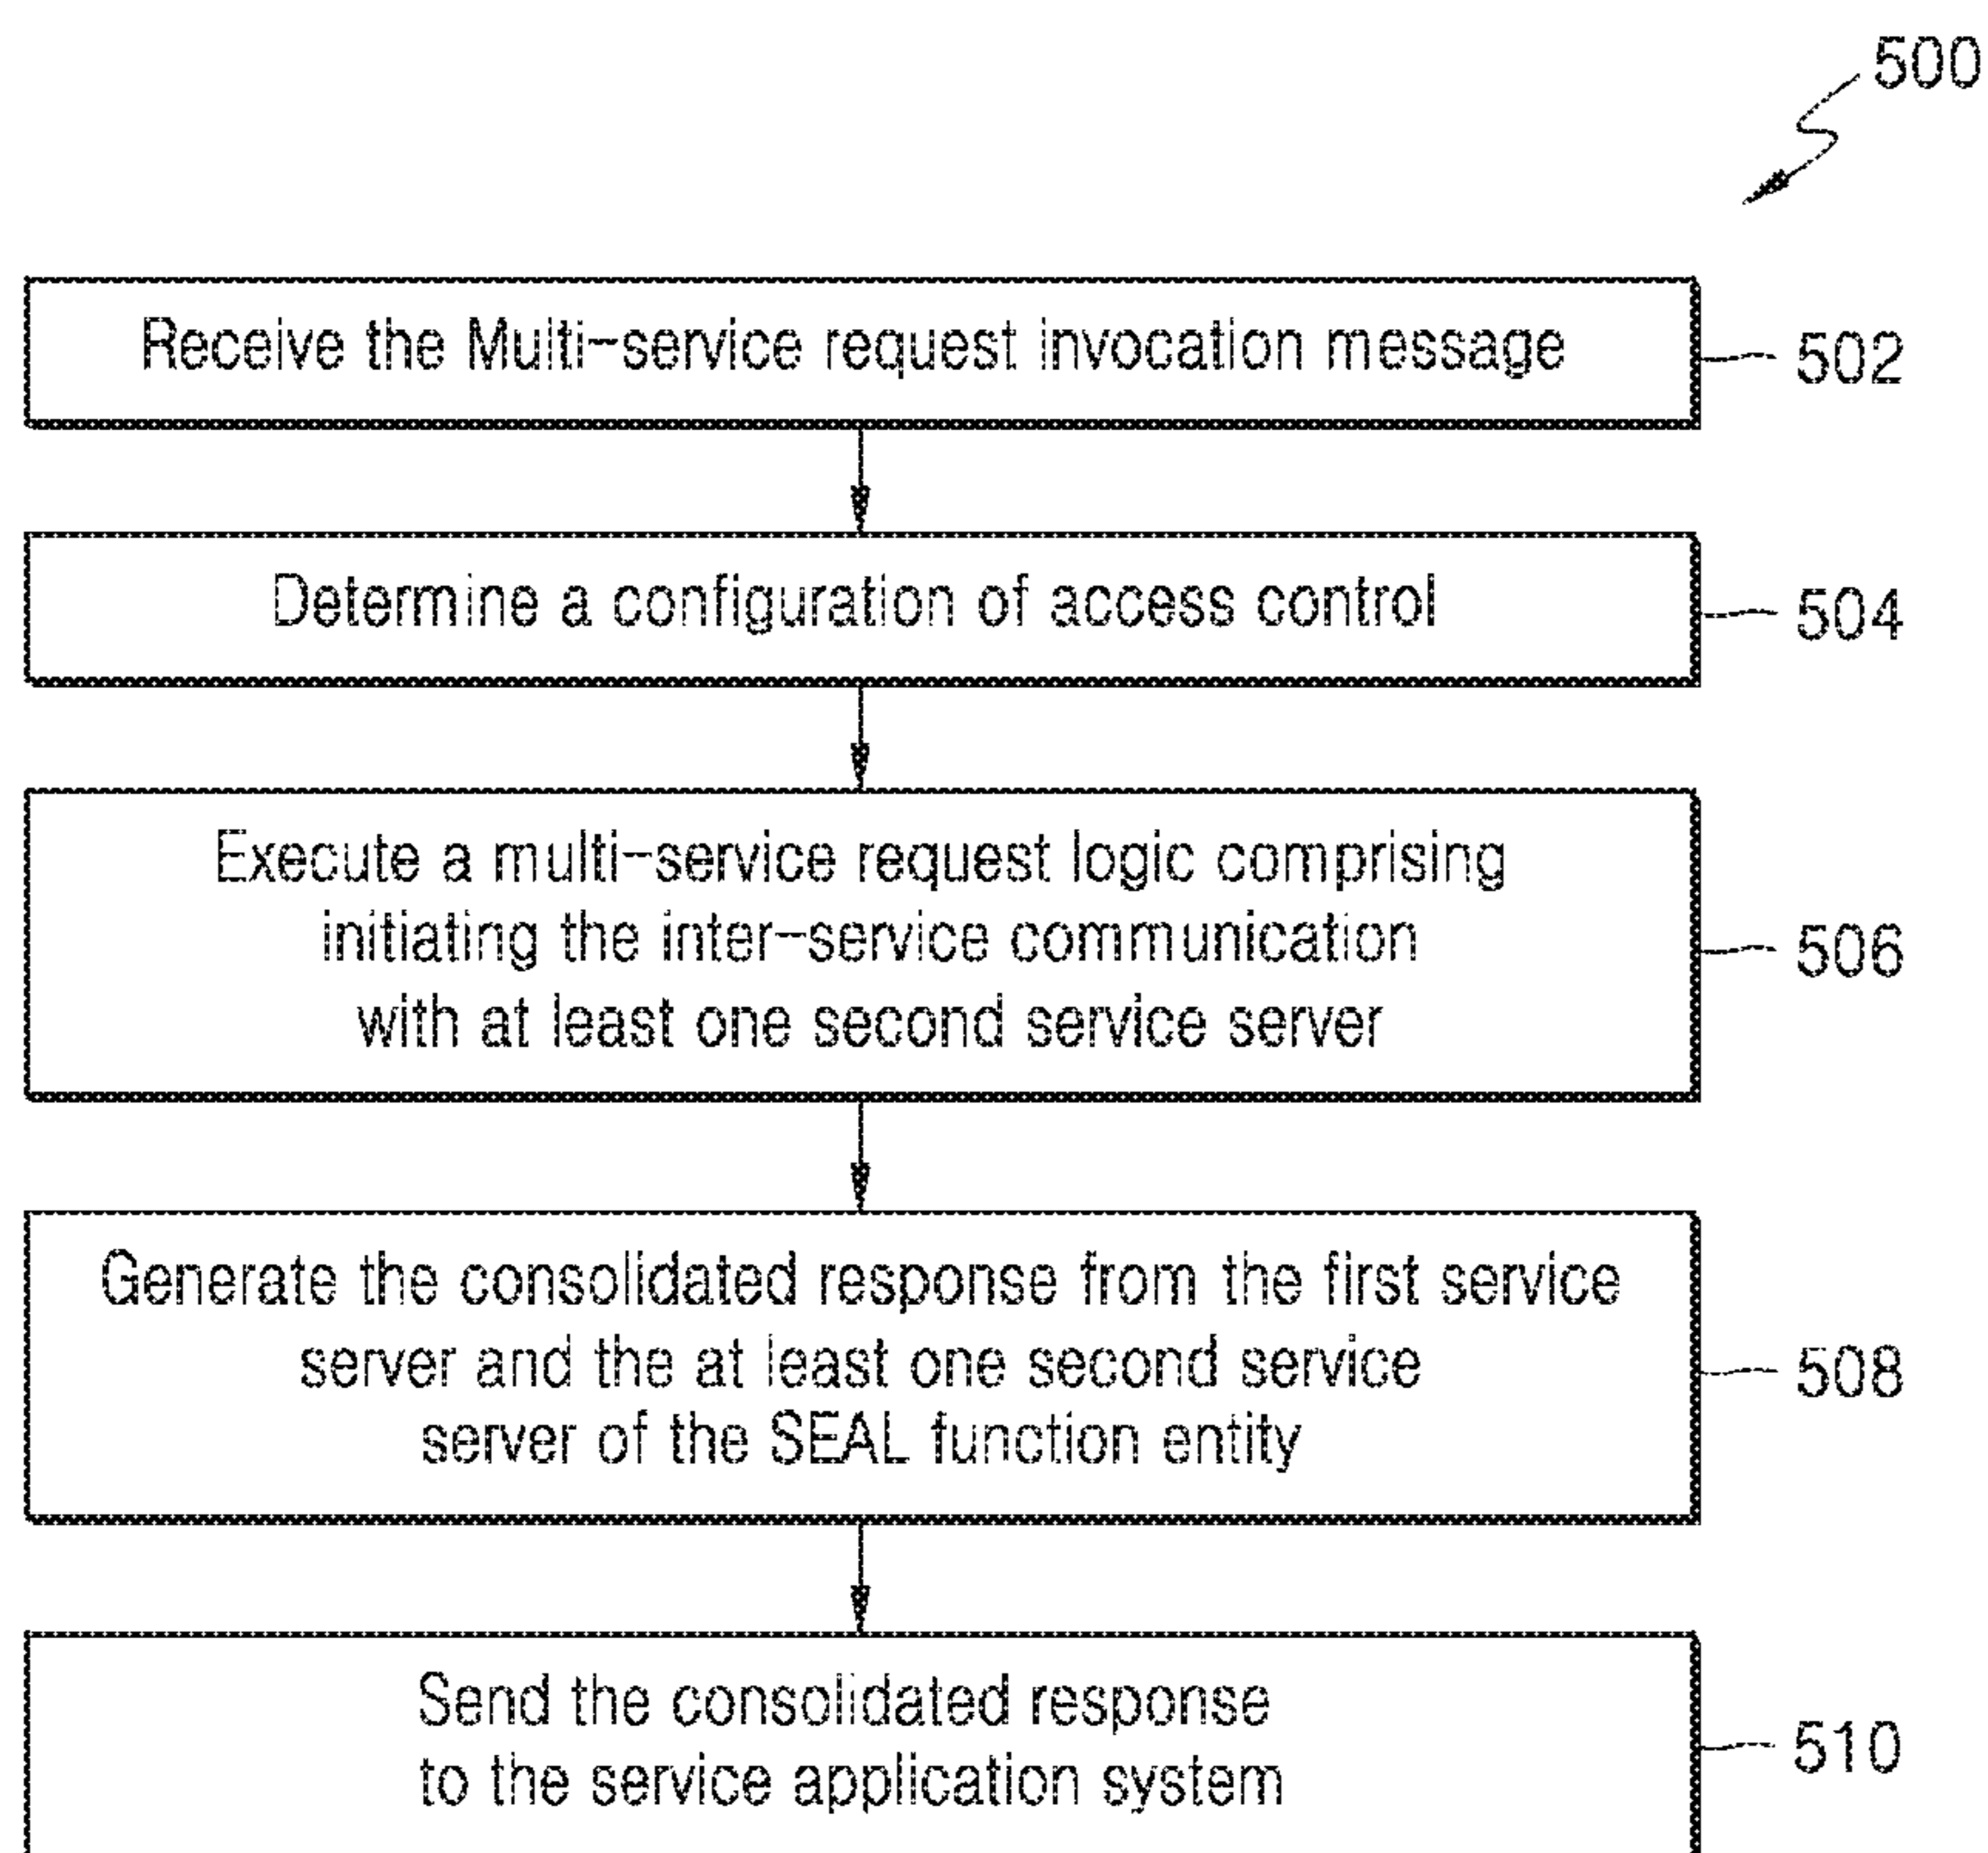 500
Receive the Multi-service request invocation message
502
Determine a configuration of access control
504
Execute a multi-service request logic comprising
initiating the inter-service communication
with at least one second service server
506
Generate the consolidated response from the first service
server and the at least one second service
server of the SEAL function entity
508
Send the consolidated response
to the service application system
510